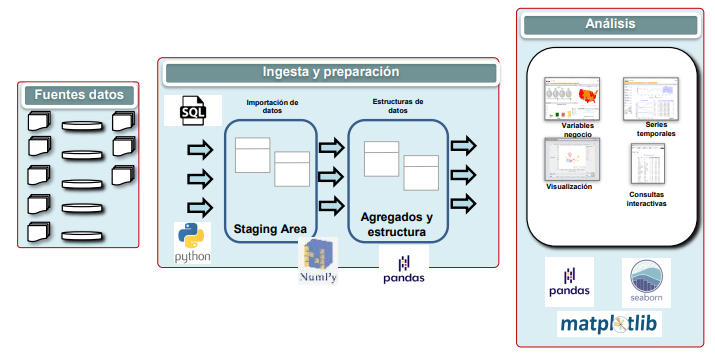 Fuentes datos
Ingesta y preparación
SQL
Importación de
datos
Estructuras de
datos
Staging Area
Agregados y
estructura
python
NumPy
pandas
Análisis
Variables
negocio
Series
temporales
Visualización
Consultas
interactivas
pandas
seaborn
matplotlib